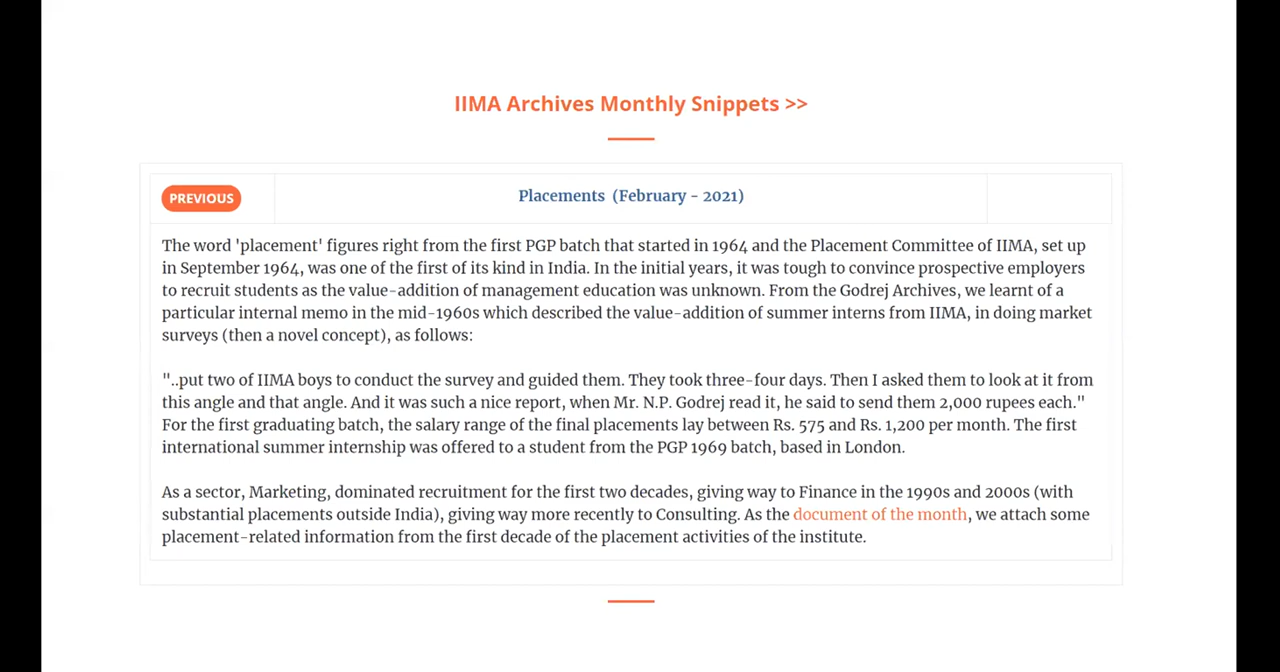 IIMA Archives Monthly Snippets >>
PREVIOUS
Placements (February - 2021)
The word 'placement' figures right from the first PGP batch that started in 1964 and the Placement Committee of IIMA, set up
in September 1964, was one of the first of its kind in India. In the initial years, it was tough to convince prospective employers
to recruit students as the value-addition of management education was unknown. From the Godrej Archives, we learnt of a
particular internal memo in the mid-1960s which described the value-addition of summer interns from IIMA, in doing market
surveys (then a novel concept), as follows:
"..put two of IIMA boys to conduct the survey and guided them. They took three-four days. Then I asked them to look at it from
this angle and that angle. And it was such a nice report, when Mr. N.P. Godrej read it, he said to send them 2,000 rupees each."
For the first graduating batch, the salary range of the final placements lay between Rs. 575 and Rs. 1,200 per month. The first
international summer internship was offered to a student from the PGP 1969 batch, based in London.
As a sector, Marketing, dominated recruitment for the first two decades, giving way to Finance in the 1990s and 2000s (with
substantial placements outside India), giving way more recently to Consulting. As the document of the month, we attach some
placement-related information from the first decade of the placement activities of the institute.